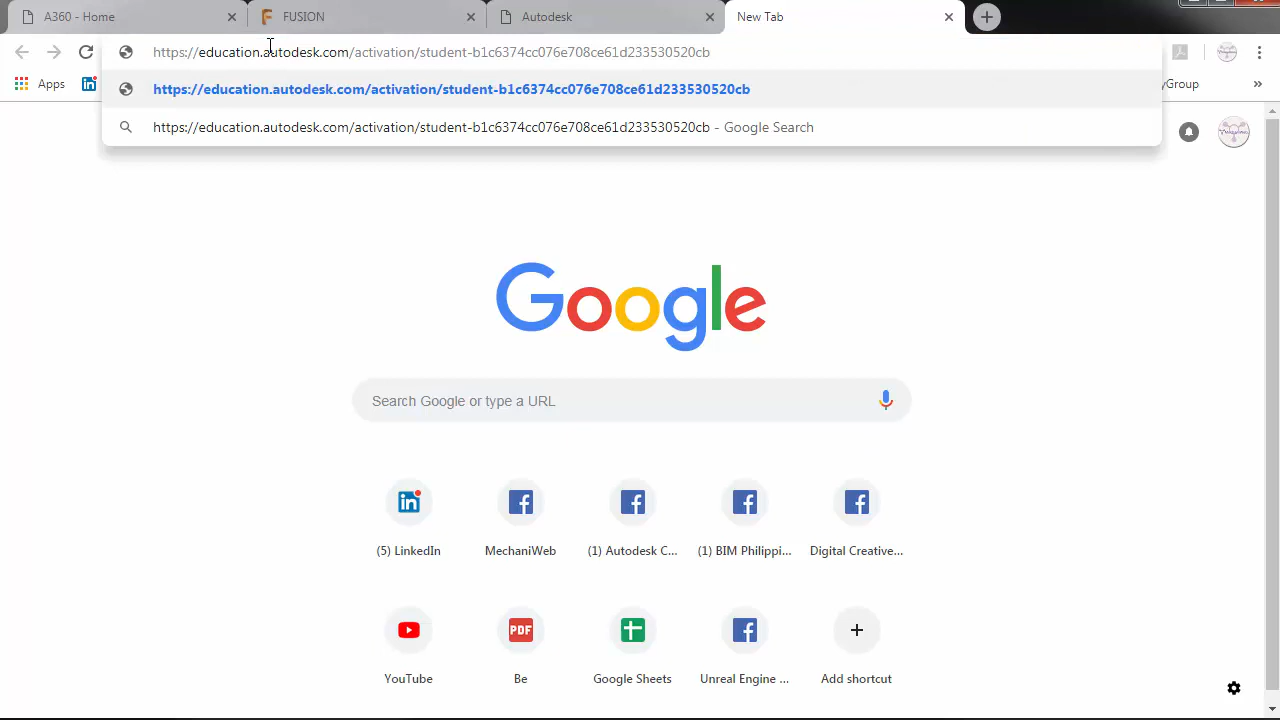 A360 - Home
FUSION
Autodesk
New Tab
https://education.autodesk.com/activation/student-b1c6374cc076e708ce61d233530520cb
Apps
yGroup
https://education.autodesk.com/activation/student-b1c6374cc076e708ce61d233530520cb
https://education.autodesk.com/activation/student-b1c6374cc076e708ce61d233530520cb - Google Search
Google
Search Google or type a URL
(5) LinkedIn
MechaniWeb
(1) Autodesk C...
(1) BIM Philippi...
Digital Creative...
PDF
YouTube
Be
Google Sheets
Unreal Engine ...
Add shortcut